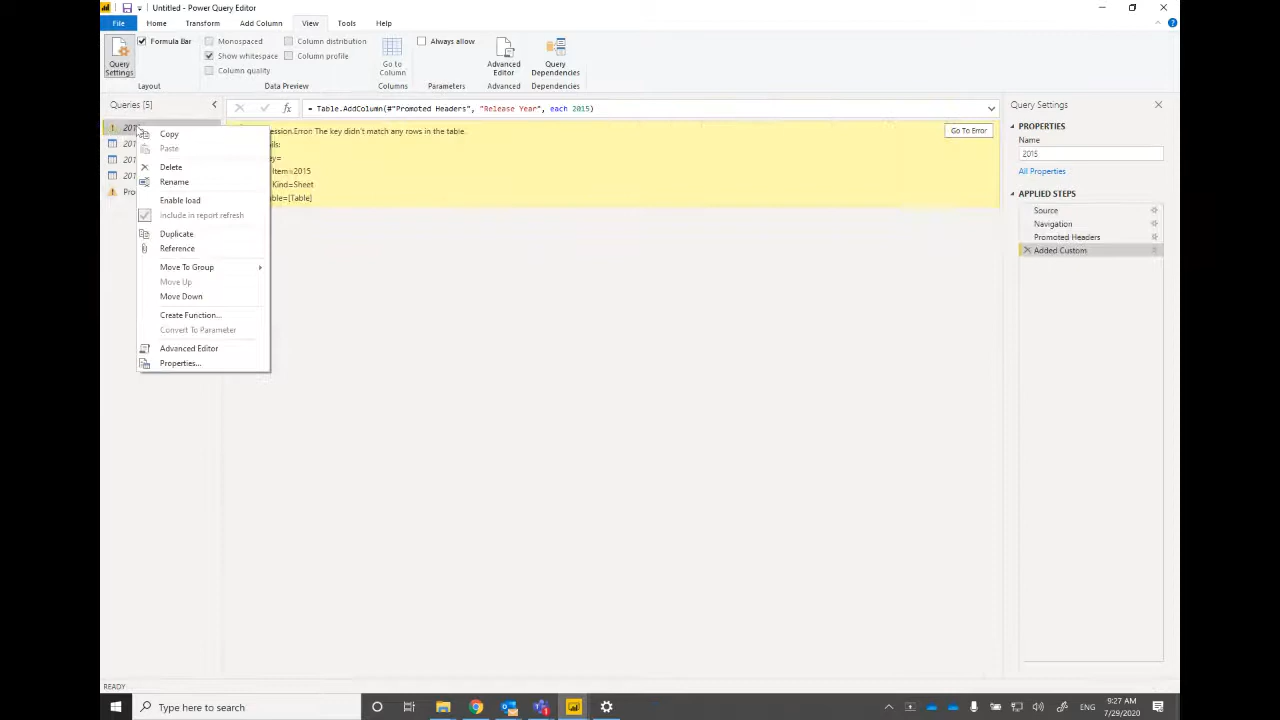 Untitled - Power Query Editor
File Home Transform Add Column View Tools Help
Query Settings
Formula Bar
Layout
Monospaced
Show whitespace
Column quality
Column distribution
Column profile
Data Preview
Go to Column
Columns
Always allow
Parameters
Advanced Editor
Advanced
Query Dependencies
Dependencies
Queries [5]
= Table.AddColumn(#"Promoted Headers", "Release Year", each 2015)
201
201
201
201
Pro
Copy
Paste
Delete
Rename
Enable load
Include in report refresh
Duplicate
Reference
Move To Group
Move Up
Move Down
Create Function...
Convert To Parameter
Advanced Editor
Properties...
ession.Error: The key didn't match any rows in the table.
ils:
y=
Item=2015
Kind=Sheet
ble=[Table]
Go To Error
Query Settings
PROPERTIES
Name
2015
All Properties
APPLIED STEPS
Source
Navigation
Promoted Headers
Added Custom
READY
Type here to search
ENG
9:27 AM
7/29/2020